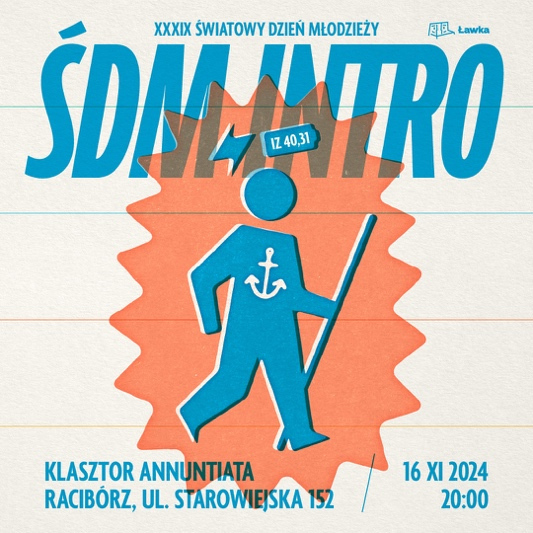 XXXIX ŚWIATOWY DZIEŃ MŁODZIEŻY
Ławka
ŚDM INTRO
IZ 40,31
KLASZTOR ANNUNTIATA
RACIBÓRZ, UL. STAROWIEJSKA 152
16 XI 2024
20:00